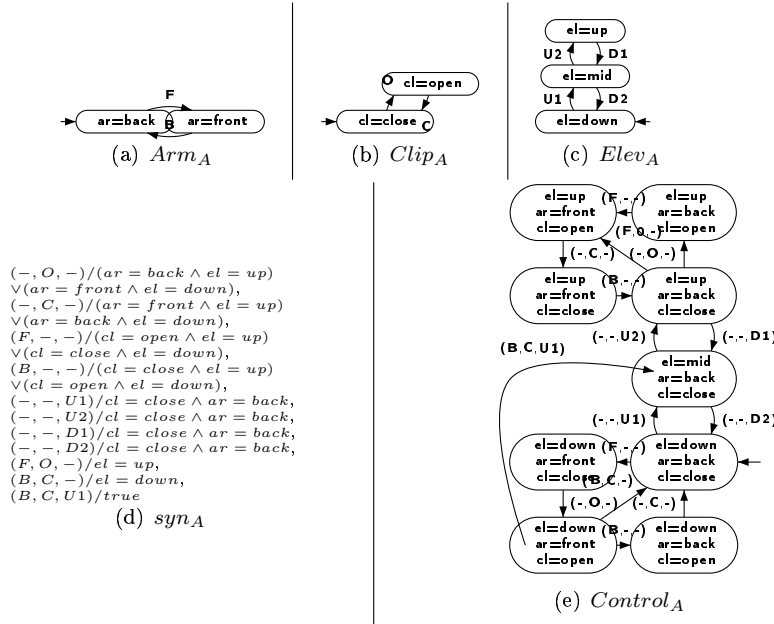 F
ar=back
B
ar=front
(a) Arm_A
O
cl=open
cl=close
C
(b) Clip_A
el=up
U2
D1
el=mid
U1
D2
el=down
(c) Elev_A
(−, O, −)/(ar = back ∧ el = up)
∨(ar = front ∧ el = down),
(−, C, −)/(ar = front ∧ el = up)
∨(ar = back ∧ el = down),
(F, −, −)/(cl = open ∧ el = up)
∨(cl = close ∧ el = down),
(B, −, −)/(cl = close ∧ el = up)
∨(cl = open ∧ el = down),
(−, −, U1)/cl = close ∧ ar = back,
(−, −, U2)/cl = close ∧ ar = back,
(−, −, D1)/cl = close ∧ ar = back,
(−, −, D2)/cl = close ∧ ar = back,
(F, O, −)/el = up,
(B, C, −)/el = down,
(B, C, U1)/true
(d) syn_A
el=up
ar=front
cl=open
(F,-,-)
el=up
ar=back
cl=open
(F,O,-)
(-,C,-)
(-,O,-)
el=up
ar=front
cl=close
(B,-,-)
el=up
ar=back
cl=close
(-,-,U2)
(-,-,D1)
(B,C,U1)
el=mid
ar=back
cl=close
(-,-,U1)
(-,-,D2)
el=down
ar=front
cl=close
(F,-,-)
el=down
ar=back
cl=close
(B,C,-)
(-,O,-)
(-,C,-)
el=down
ar=front
cl=open
(B,-,-)
el=down
ar=back
cl=open
(e) Control_A